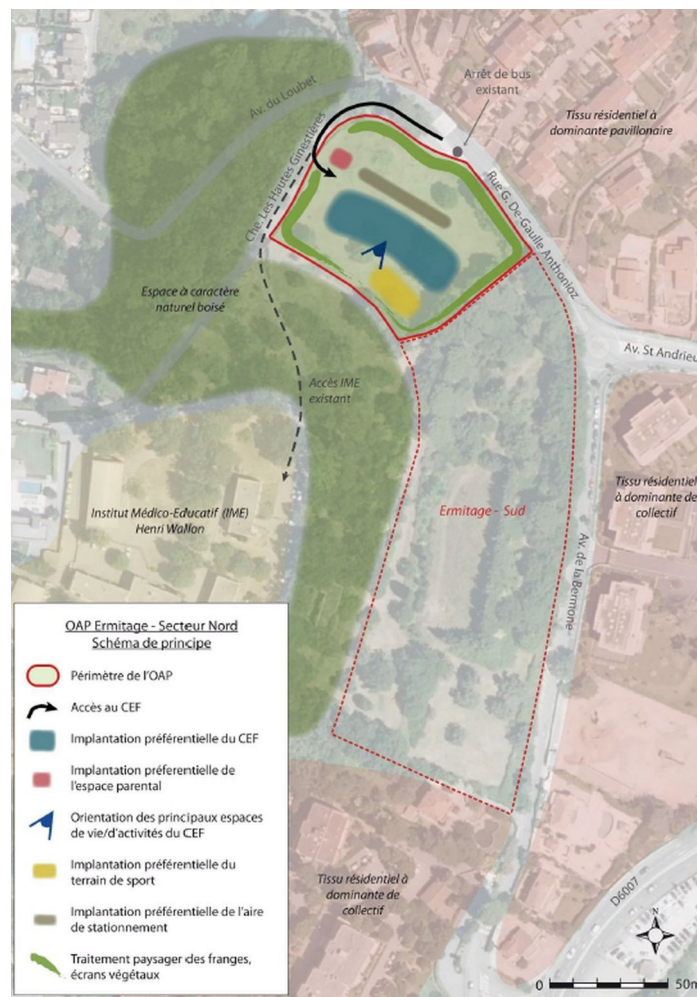 Arrêt de bus
existant
Tissu résidentiel à
dominante pavillonaire
Av. du Loubet
Che. Les Hautes Ginestières
Rue G. De-Gaulle Anthonioz
Espace à caractère
naturel boisé
Av. St Andrieu
Accès IME
existant
Tissu résidentiel
à dominante de
collectif
Institut Médico-Educatif (IME)
Henri Wallon
Ermitage - Sud
Av. de la Bermone
OAP Ermitage - Secteur Nord
Schéma de principe
Périmètre de l'OAP
Accès au CEF
Implantation préférentielle du CEF
Implantation préferentielle de
l'espace parental
Orientation des principaux espaces
de vie/d'activités du CEF
Implantation préférentielle du
terrain de sport
Implantation préférentielle de l'aire
de stationnement
Traitement paysager des franges,
écrans végétaux
Tissu résidentiel à
dominante de
collectif
D6007
N
0 50m